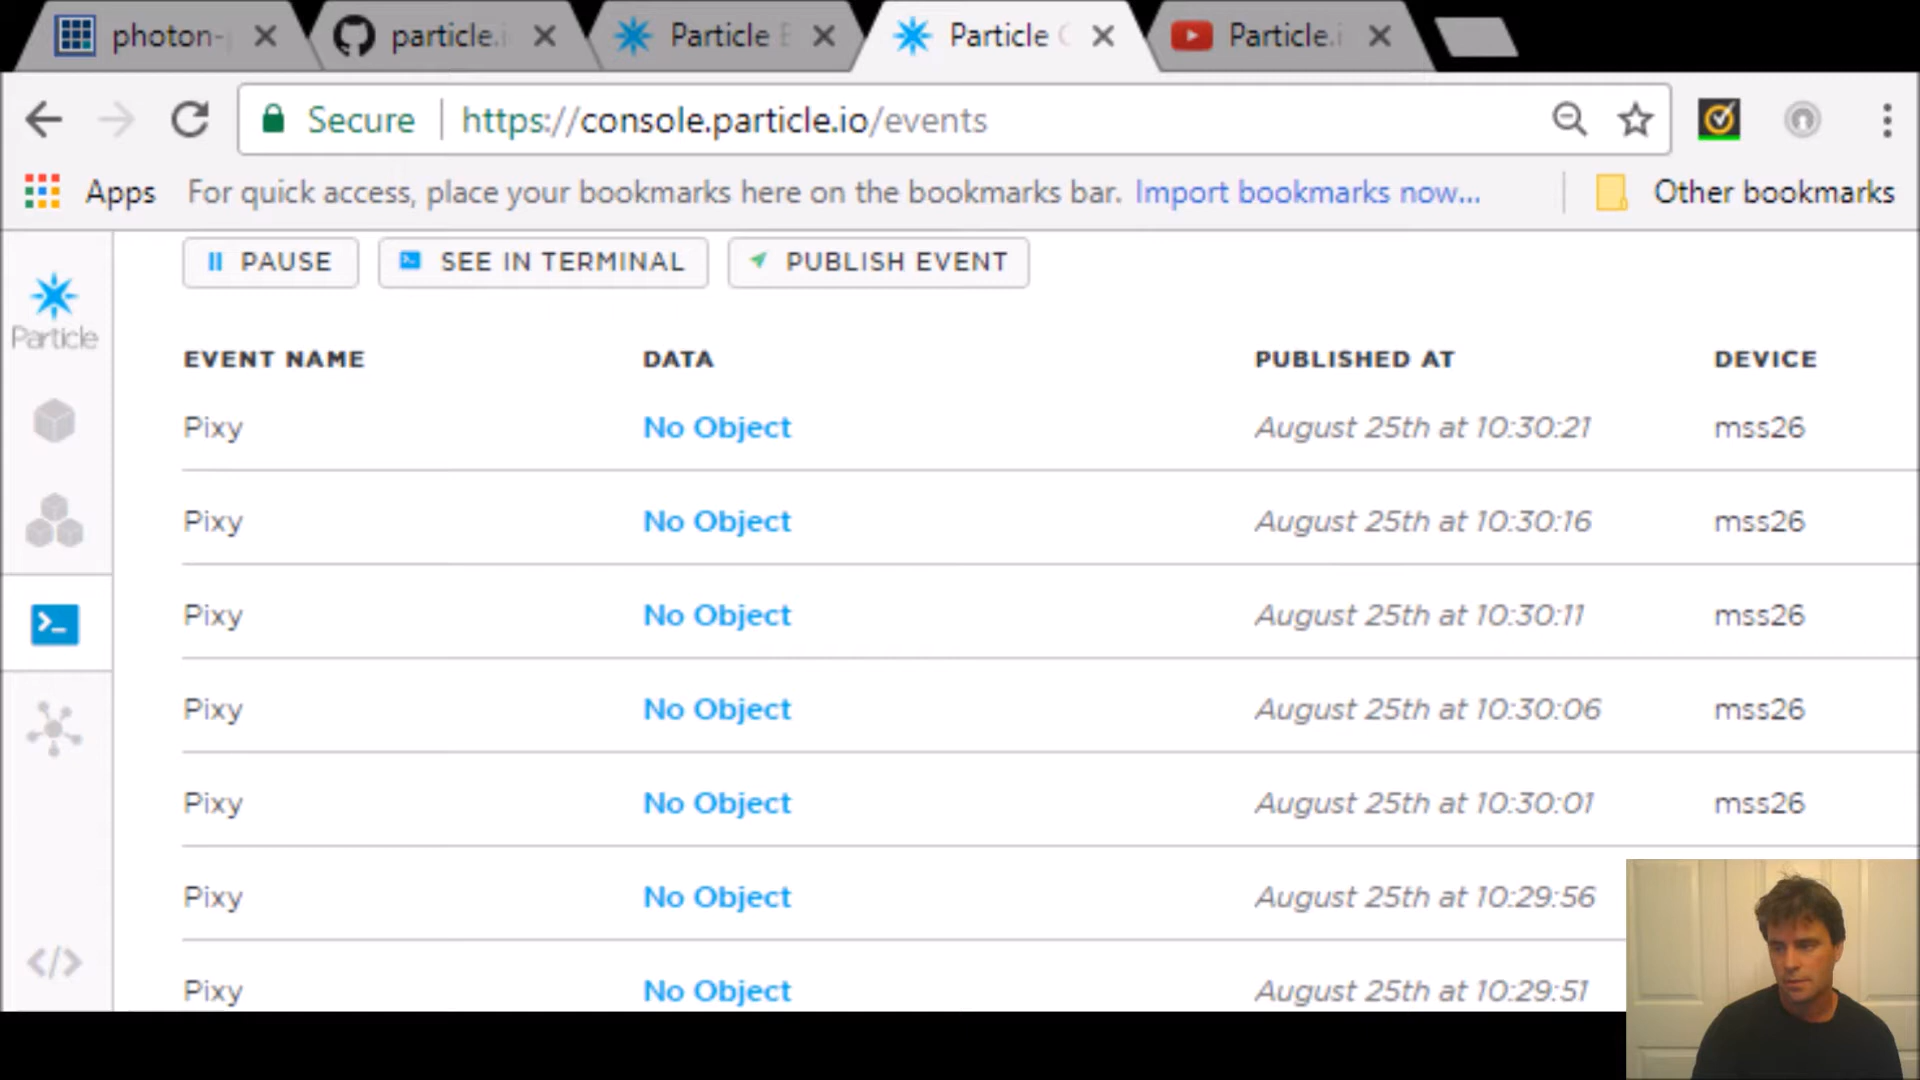 photon-
particle.i
Particle
Particle
Particle.i
Secure https://console.particle.io/events
Apps For quick access, place your bookmarks here on the bookmarks bar. Import bookmarks now... Other bookmarks
Particle
PAUSE SEE IN TERMINAL PUBLISH EVENT
EVENT NAME DATA PUBLISHED AT DEVICE
Pixy No Object August 25th at 10:30:21 mss26
Pixy No Object August 25th at 10:30:16 mss26
Pixy No Object August 25th at 10:30:11 mss26
Pixy No Object August 25th at 10:30:06 mss26
Pixy No Object August 25th at 10:30:01 mss26
Pixy No Object August 25th at 10:29:56
Pixy No Object August 25th at 10:29:51